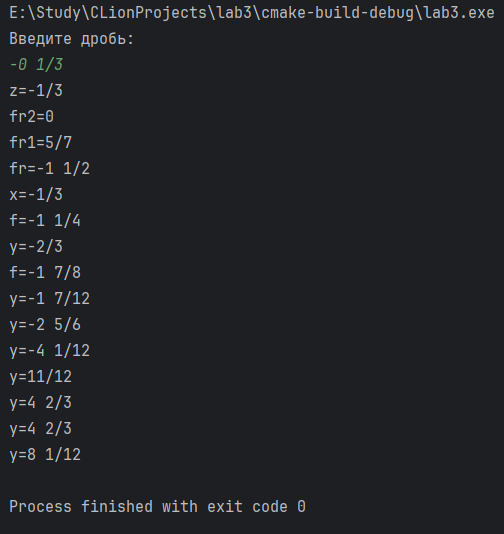 E:\Study\CLionProjects\lab3\cmake-build-debug\lab3.exe
Введите дробь:
-0 1/3
z=-1/3
fr2=0
fr1=5/7
fr=-1 1/2
x=-1/3
f=-1 1/4
y=-2/3
f=-1 7/8
y=-1 7/12
y=-2 5/6
y=-4 1/12
y=11/12
y=4 2/3
y=4 2/3
y=8 1/12
Process finished with exit code 0